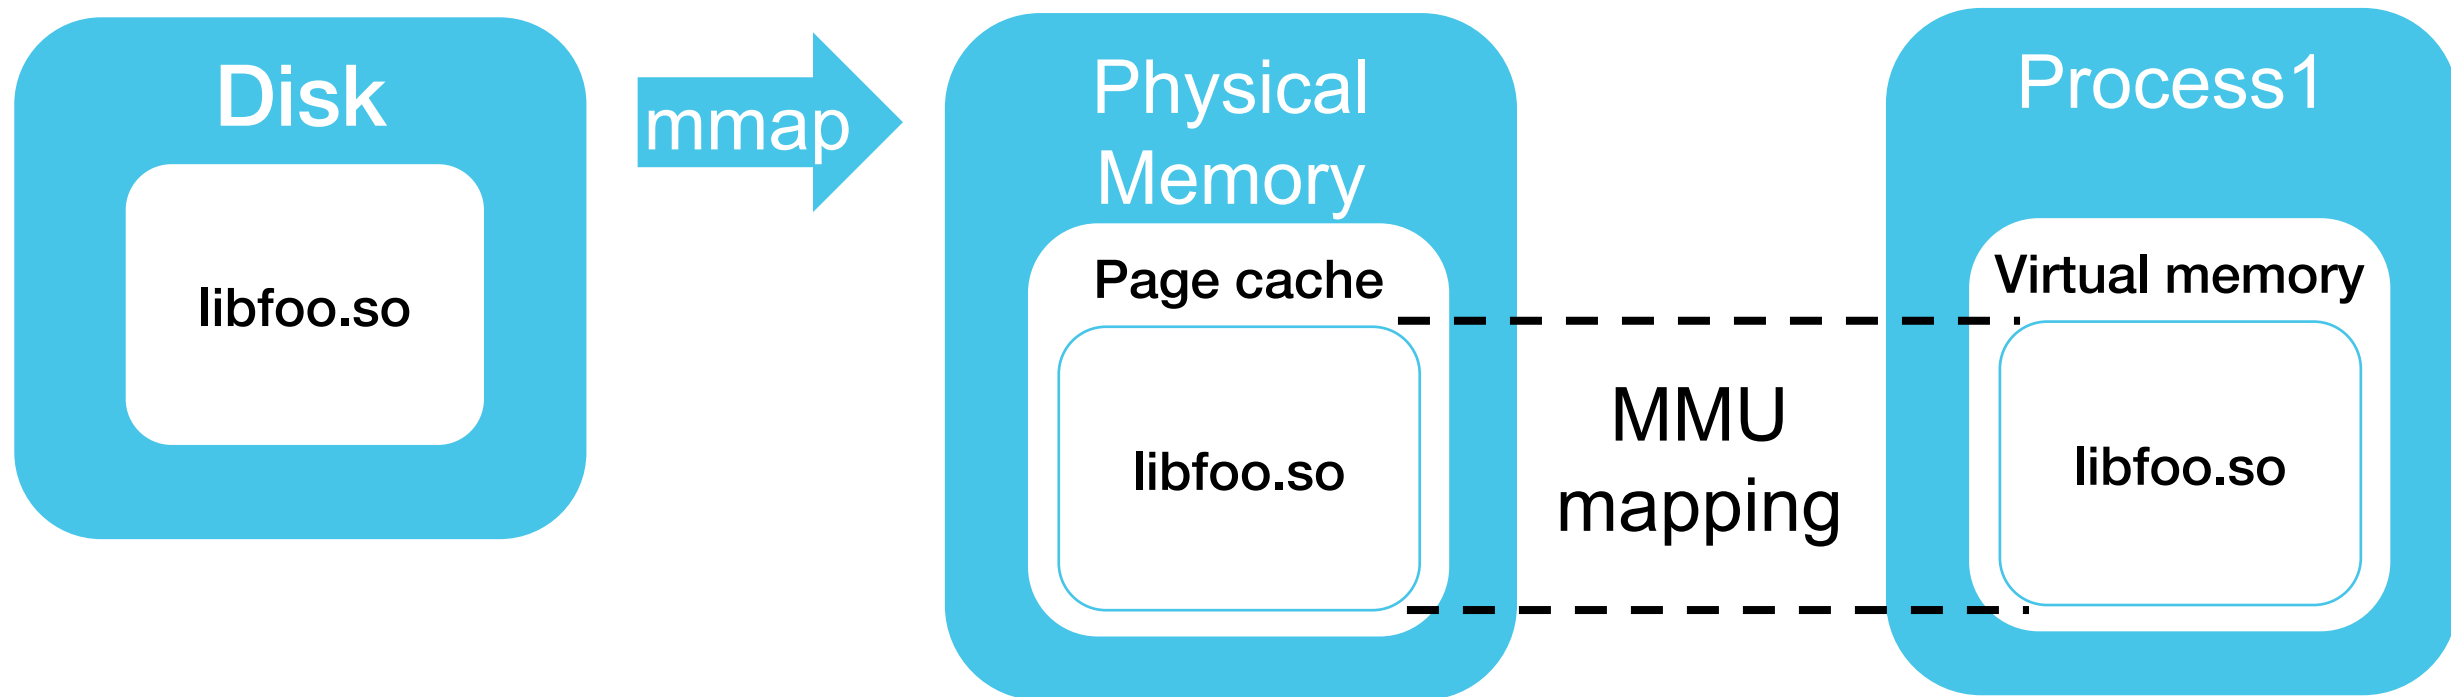 Disk
libfoo.so
mmap
Physical
Memory
Page cache
libfoo.so
MMU
mapping
Process1
Virtual memory
libfoo.so